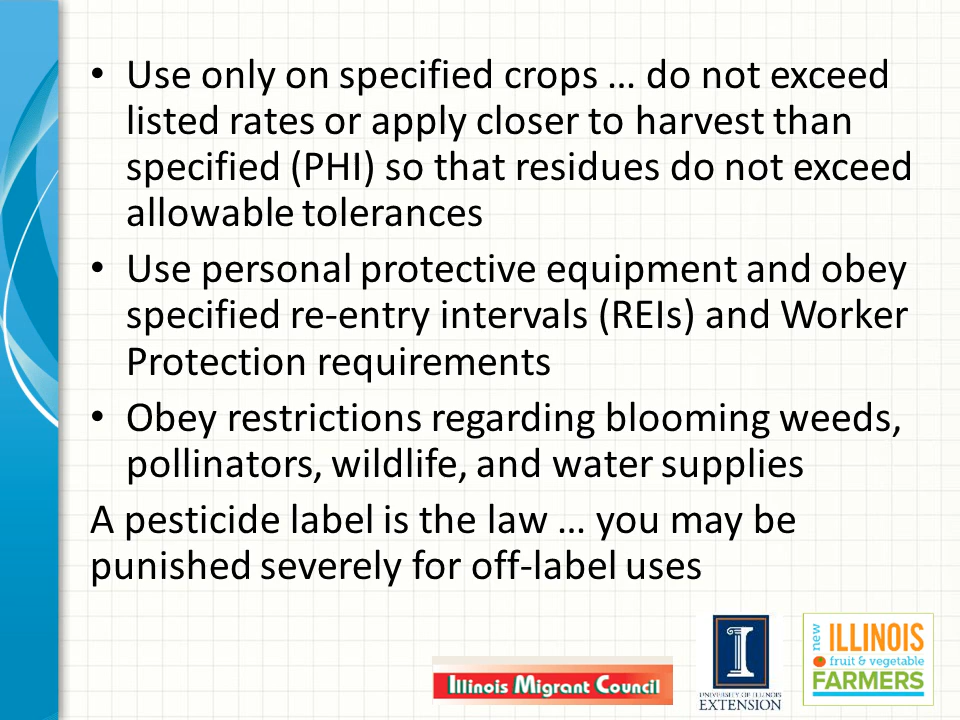 • Use only on specified crops … do not exceed
listed rates or apply closer to harvest than
specified (PHI) so that residues do not exceed
allowable tolerances
• Use personal protective equipment and obey
specified re-entry intervals (REIs) and Worker
Protection requirements
• Obey restrictions regarding blooming weeds,
pollinators, wildlife, and water supplies
A pesticide label is the law … you may be
punished severely for off-label uses
Illinois Migrant Council
I
UNIVERSITY OF ILLINOIS
EXTENSION
new
ILLINOIS
fruit & vegetable
FARMERS